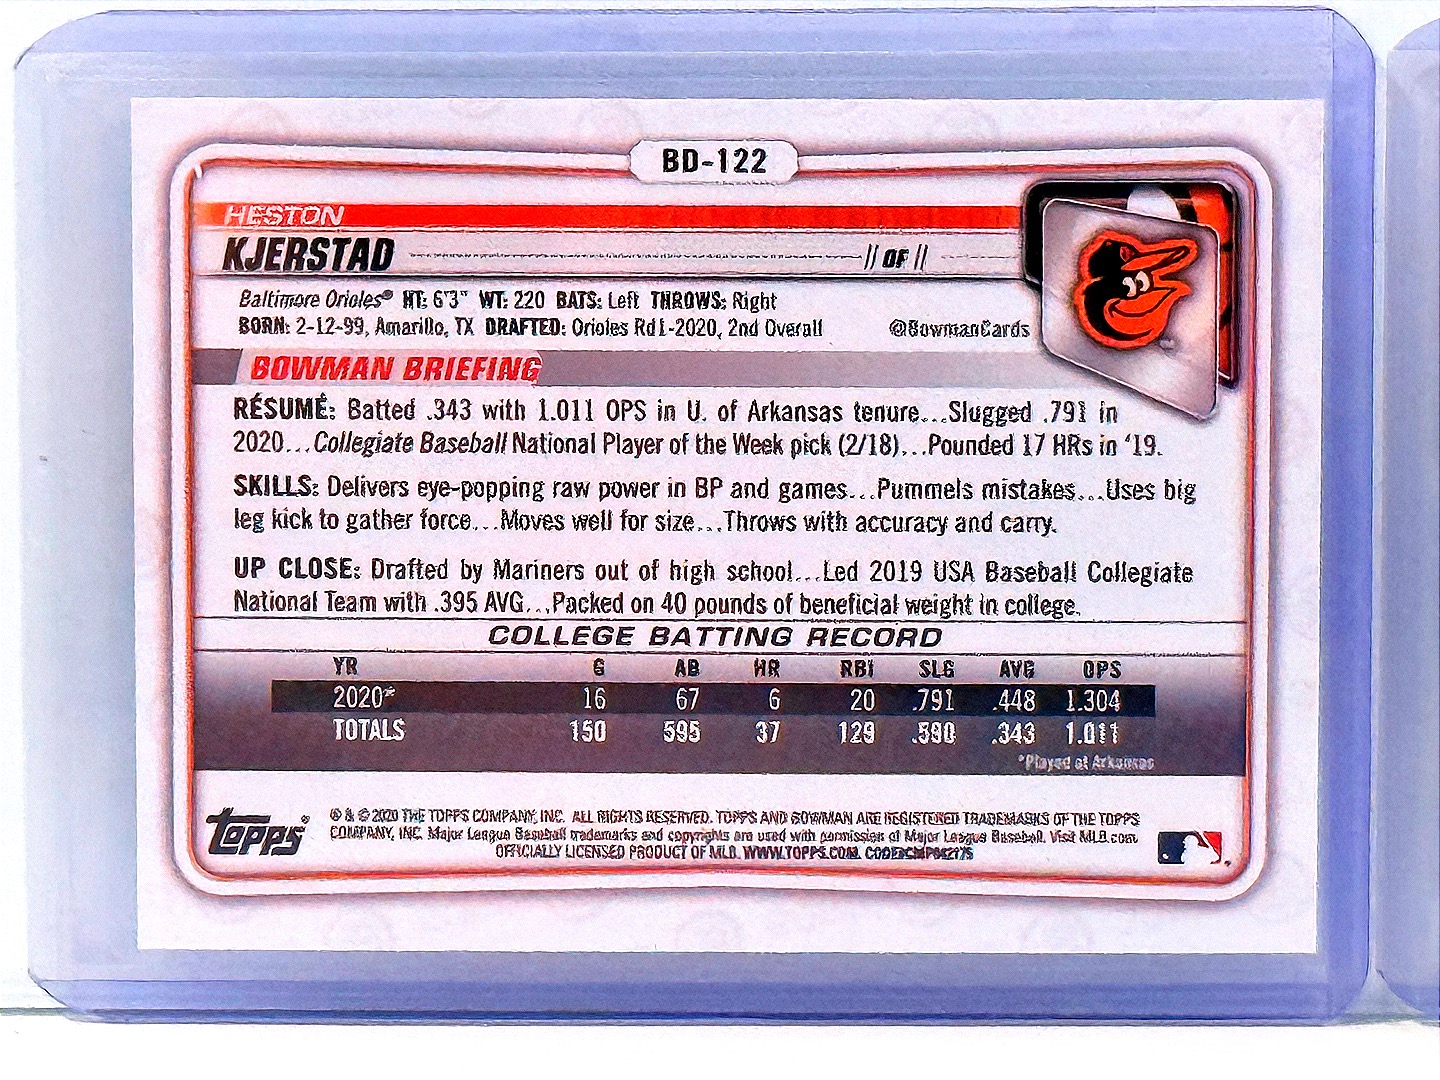 BD-122
HESTON
KJERSTAD // OF //
Baltimore Orioles® HT: 6'3" WT: 220 BATS: Left THROWS: Right
BORN: 2-12-99, Amarillo, TX DRAFTED: Orioles Rd1-2020, 2nd Overall @BowmanCards
BOWMAN BRIEFING
RÉSUMÉ: Batted .343 with 1.011 OPS in U. of Arkansas tenure...Slugged .791 in
2020...Collegiate Baseball National Player of the Week pick (2/18)...Pounded 17 HRs in '19.
SKILLS: Delivers eye-popping raw power in BP and games...Pummels mistakes...Uses big
leg kick to gather force...Moves well for size...Throws with accuracy and carry.
UP CLOSE: Drafted by Mariners out of high school...Led 2019 USA Baseball Collegiate
National Team with .395 AVG...Packed on 40 pounds of beneficial weight in college.
COLLEGE BATTING RECORD
YR G AB HR RBI SLG AVG OPS
2020* 16 67 6 20 .791 .448 1.304
TOTALS 150 595 37 129 .590 .343 1.011
*Played at Arkansas
Topps® ® & © 2020 THE TOPPS COMPANY, INC. ALL RIGHTS RESERVED. TOPPS AND BOWMAN ARE REGISTERED TRADEMARKS OF THE TOPPS
COMPANY, INC. Major League Baseball trademarks and copyrights are used with permission of Major League Baseball. Visit MLB.com
OFFICIALLY LICENSED PRODUCT OF MLB. WWW.TOPPS.COM.